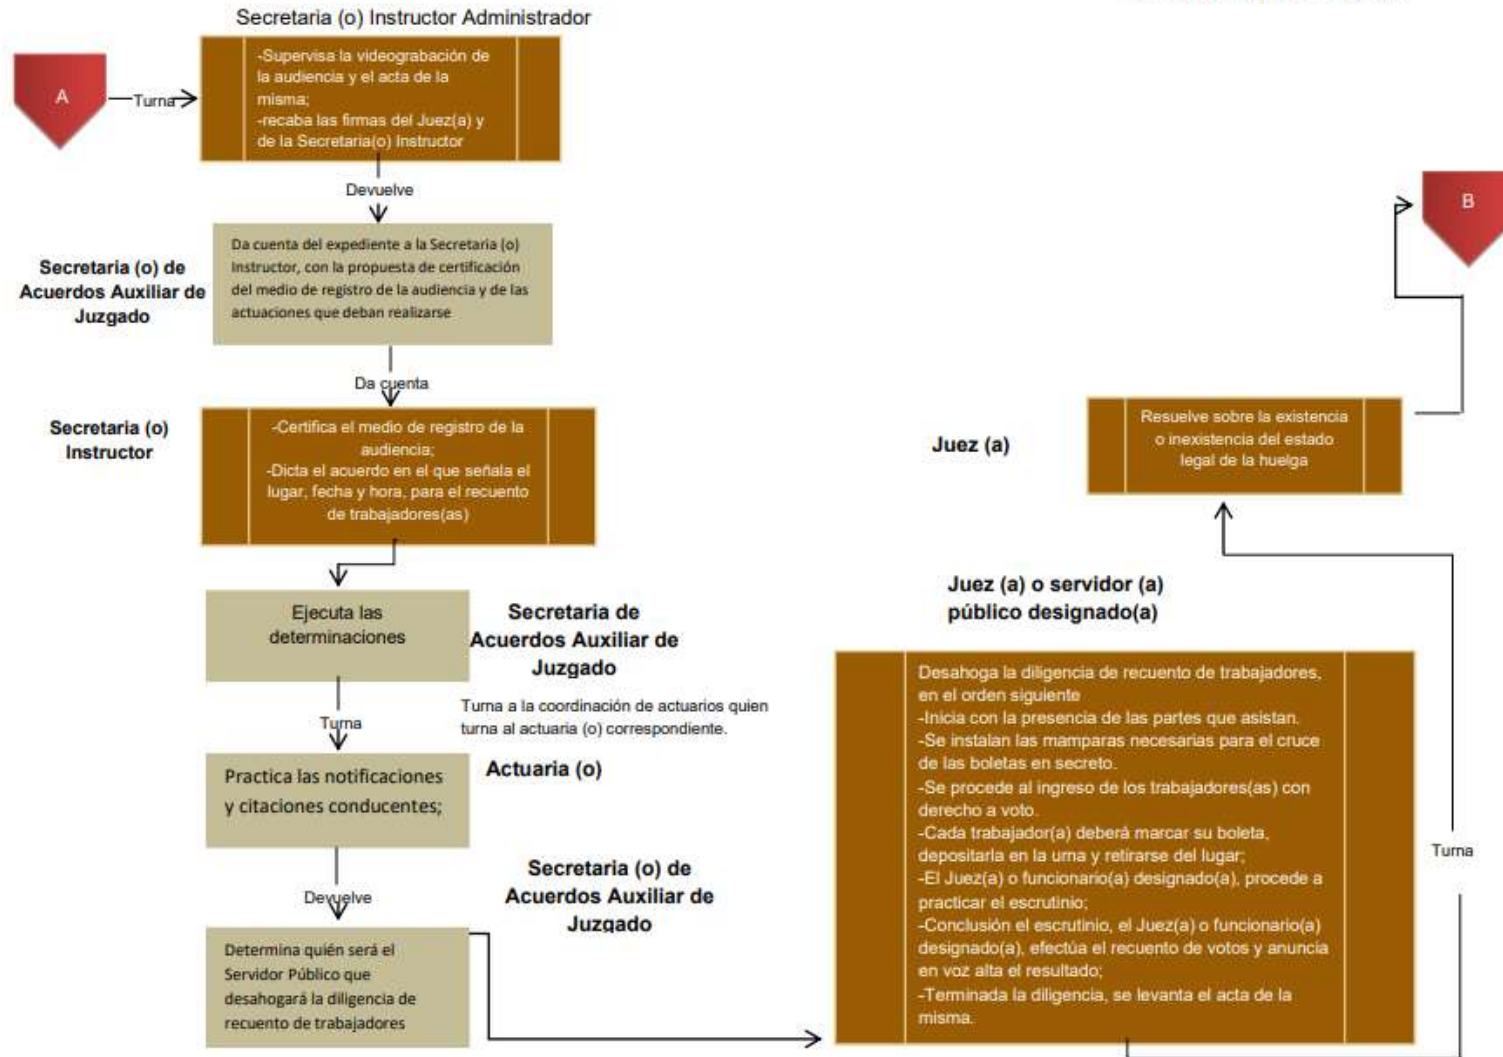 Secretaria (o) Instructor Administrador
A
Turna
-Supervisa la videograbación de
la audiencia y el acta de la
misma;
-recaba las firmas del Juez(a) y
de la Secretaria(o) Instructor
Devuelve
Secretaria (o) de
Acuerdos Auxiliar de
Juzgado
Da cuenta del expediente a la Secretaria (o)
Instructor, con la propuesta de certificación
del medio de registro de la audiencia y de las
actuaciones que deban realizarse
Da cuenta
Secretaria (o)
Instructor
-Certifica el medio de registro de la
audiencia;
-Dicta el acuerdo en el que señala el
lugar, fecha y hora, para el recuento
de trabajadores(as)
Ejecuta las
determinaciones
Secretaria de
Acuerdos Auxiliar de
Juzgado
Turna a la coordinación de actuarios quien
turna al actuaria (o) correspondiente.
Turna
Practica las notificaciones
y citaciones conducentes;
Actuaria (o)
Devuelve
Secretaria (o) de
Acuerdos Auxiliar de
Juzgado
Determina quién será el
Servidor Público que
desahogará la diligencia de
recuento de trabajadores
Juez (a) o servidor (a)
público designado(a)
Desahoga la diligencia de recuento de trabajadores,
en el orden siguiente
-Inicia con la presencia de las partes que asistan.
-Se instalan las mamparas necesarias para el cruce
de las boletas en secreto.
-Se procede al ingreso de los trabajadores(as) con
derecho a voto.
-Cada trabajador(a) deberá marcar su boleta,
depositarla en la urna y retirarse del lugar;
-El Juez(a) o funcionario(a) designado(a), procede a
practicar el escrutinio;
-Conclusión el escrutinio, el Juez(a) o funcionario(a)
designado(a), efectúa el recuento de votos y anuncia
en voz alta el resultado;
-Terminada la diligencia, se levanta el acta de la
misma.
Turna
Juez (a)
Resuelve sobre la existencia
o inexistencia del estado
legal de la huelga
B